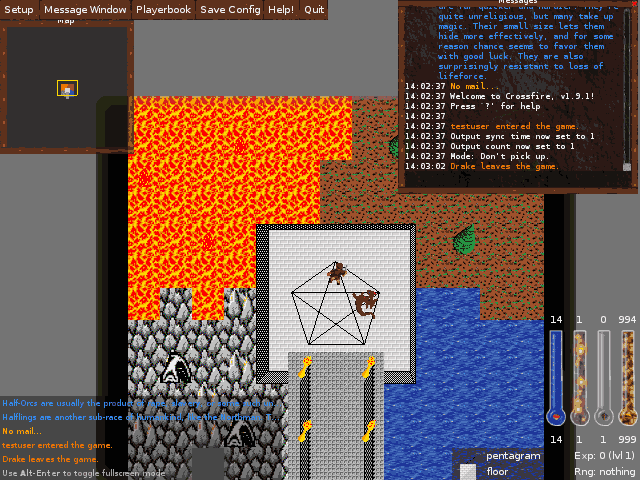 Setup Message Window Playerbook Save Config Help! Quit
Map
Messages
are far quicker and hardier. They're
quite unreligious, but many take up
magic. Their small size lets them
hide more effectively, and for some
reason chance seems to favor them
with good luck. They are also
surprisingly resistant to loss of
lifeforce.
14:02:37 No mail...
14:02:37 Welcome to Crossfire, v1.9.1!
14:02:37 Press `?' for help
14:02:37
14:02:37 testuser entered the game.
14:02:37 Output sync time now set to 1
14:02:37 Output count now set to 1
14:02:37 Mode: Don't pick up.
14:03:02 Drake leaves the game.
14 1 0 994
14 1 1 999
Half-Orcs are usually the product
Halflings are another sub-race
No mail...
testuser entered the game.
Drake leaves the game.
Use Alt-Enter to toggle fullscreen mode
pentagram
floor
Exp: 0 (lvl 1)
Rng: nothing